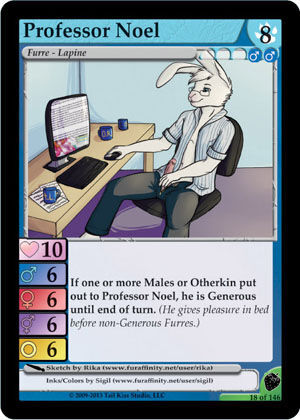 Professor Noel
8
Furre - Lapine
10
6
6
6
6
If one or more Males or Otherkin put
out to Professor Noel, he is Generous
until end of turn. (He gives pleasure in bed
before non-Generous Furres.)
Sketch by Rika (www.furaffinity.net/user/rika)
Inks/Colors by Sigil (www.furaffinity.net/user/sigil)
© 2009-2013 Tail Kiss Studio, LLC
18 of 146